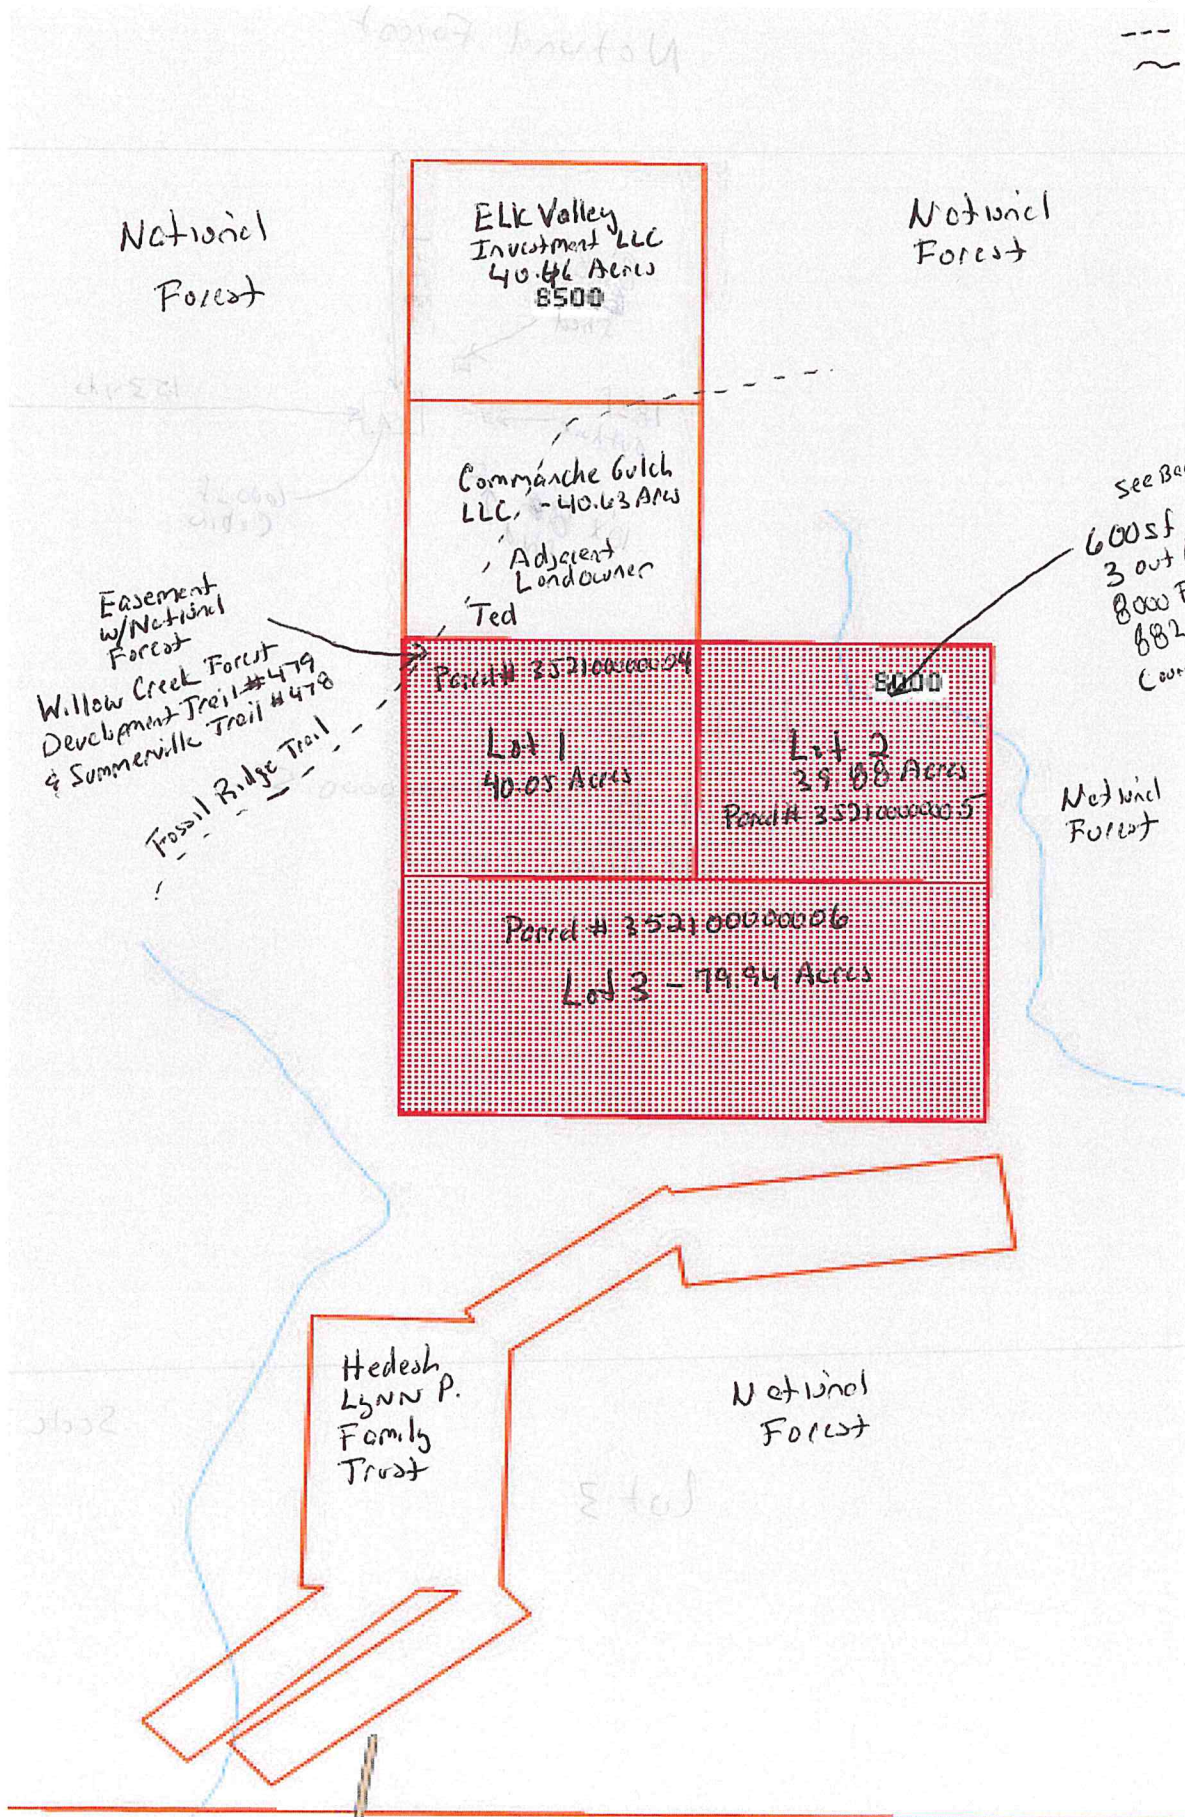 National
Forest
Elk Valley
Investment LLC
40.46 Acres
8500
National
Forest
Commanche Gulch
LLC, - 40.63 Acres
Adjacent
Landowner
Ted
See Bac
600sf
3 out
8000 F
882
Cour
Easement
w/National
Forest
Willow Creek Forest
Development Trail #479
& Summerville Trail #478
Fossil Ridge Trail
Parcel # 352100000004
Lot 1
40.05 Acres
8000
Lot 2
39.88 Acres
Parcel # 352100000005
National
Forest
Parcel # 352100000006
Lot 3 - 79.94 Acres
Hedesh
Lynn P.
Family
Trust
National
Forest